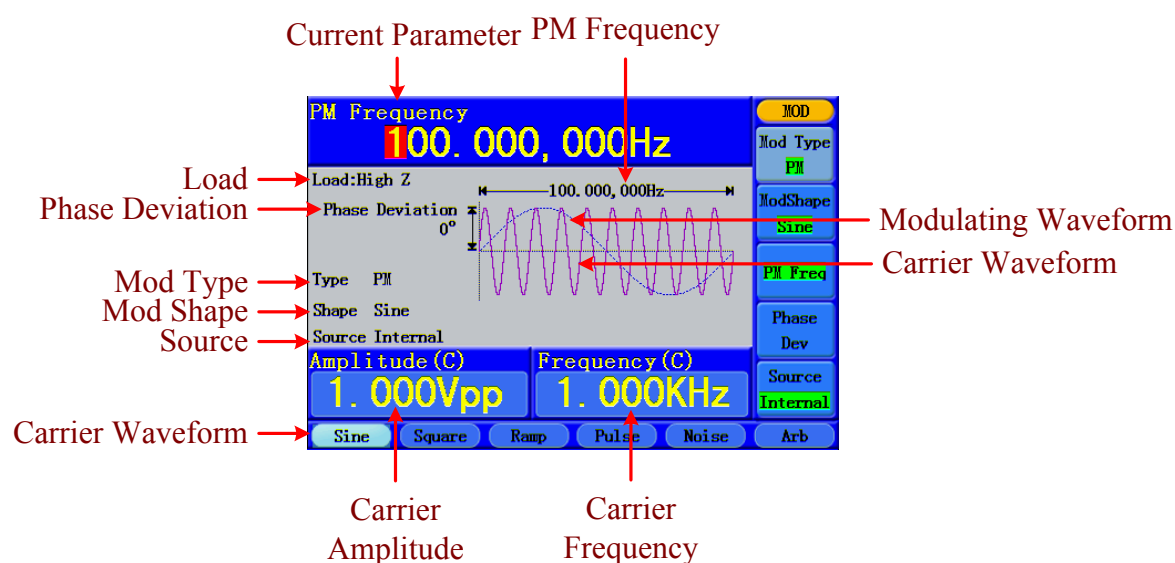 Current Parameter
PM Frequency
PM Frequency
100.000,000Hz
MOD
Mod Type
PM
Load
Load:High Z
100.000,000Hz
ModShape
Sine
Phase Deviation
Phase Deviation
0°
Modulating Waveform
Carrier Waveform
PM Freq
Mod Type
Type PM
Mod Shape
Shape Sine
Phase
Dev
Source
Source Internal
Amplitude(C)
Frequency(C)
1.000Vpp
1.000KHz
Source
Internal
Carrier Waveform
Sine
Square
Ramp
Pulse
Noise
Arb
Carrier
Amplitude
Carrier
Frequency